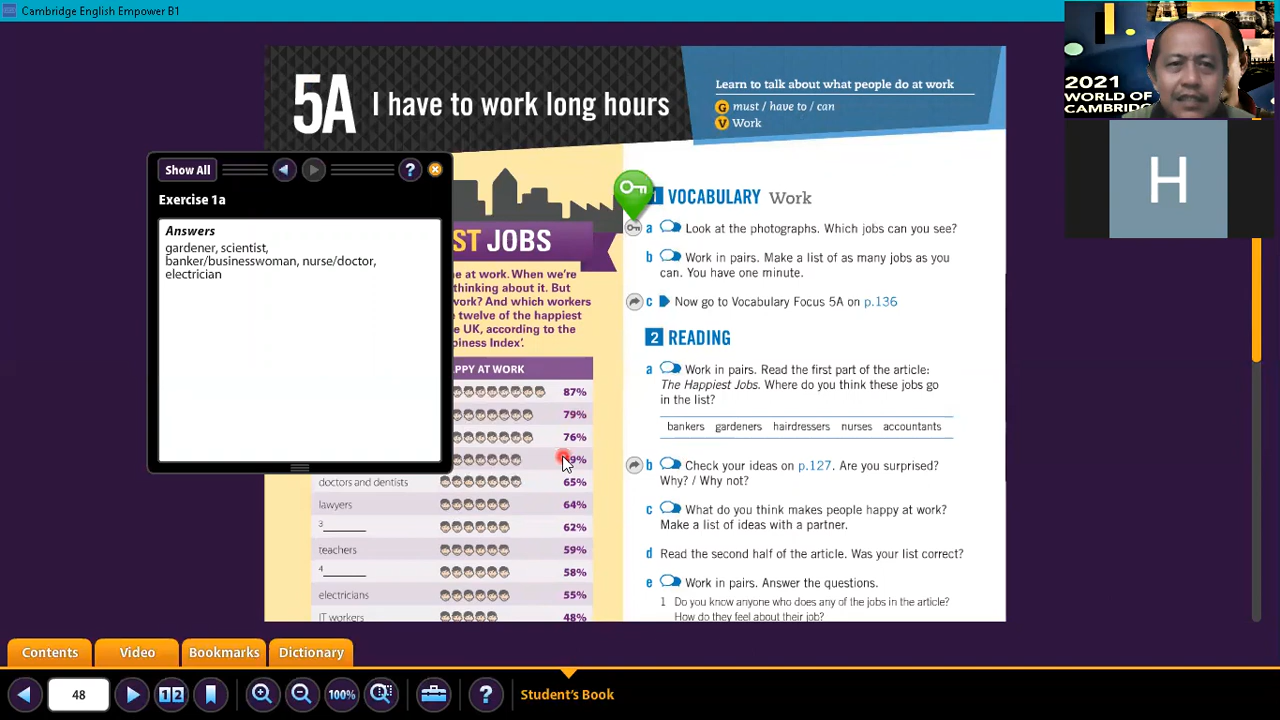 Cambridge English Empower B1
5A I have to work long hours
Learn to talk about what people do at work
G must / have to / can
V Work
2021
WORLD OF
CAMBRIDG
H
Show All
?
Exercise 1a
Answers
gardener, scientist,
banker/businesswoman, nurse/doctor,
electrician
ST JOBS
e at work. When we're
thinking about it. But
work? And which workers
e twelve of the happiest
e UK, according to the
piness Index'.
PPY AT WORK
87%
79%
76%
9%
doctors and dentists 65%
lawyers 64%
3 ______ 62%
teachers 59%
4 ______ 58%
electricians 55%
IT workers 48%
1 VOCABULARY Work
a Look at the photographs. Which jobs can you see?
b Work in pairs. Make a list of as many jobs as you
can. You have one minute.
c Now go to Vocabulary Focus 5A on p.136
2 READING
a Work in pairs. Read the first part of the article:
The Happiest Jobs. Where do you think these jobs go
in the list?
bankers gardeners hairdressers nurses accountants
b Check your ideas on p.127. Are you surprised?
Why? / Why not?
c What do you think makes people happy at work?
Make a list of ideas with a partner.
d Read the second half of the article. Was your list correct?
e Work in pairs. Answer the questions.
1 Do you know anyone who does any of the jobs in the article?
How do they feel about their job?
Contents Video Bookmarks Dictionary
48 1 2 100% ? Student's Book